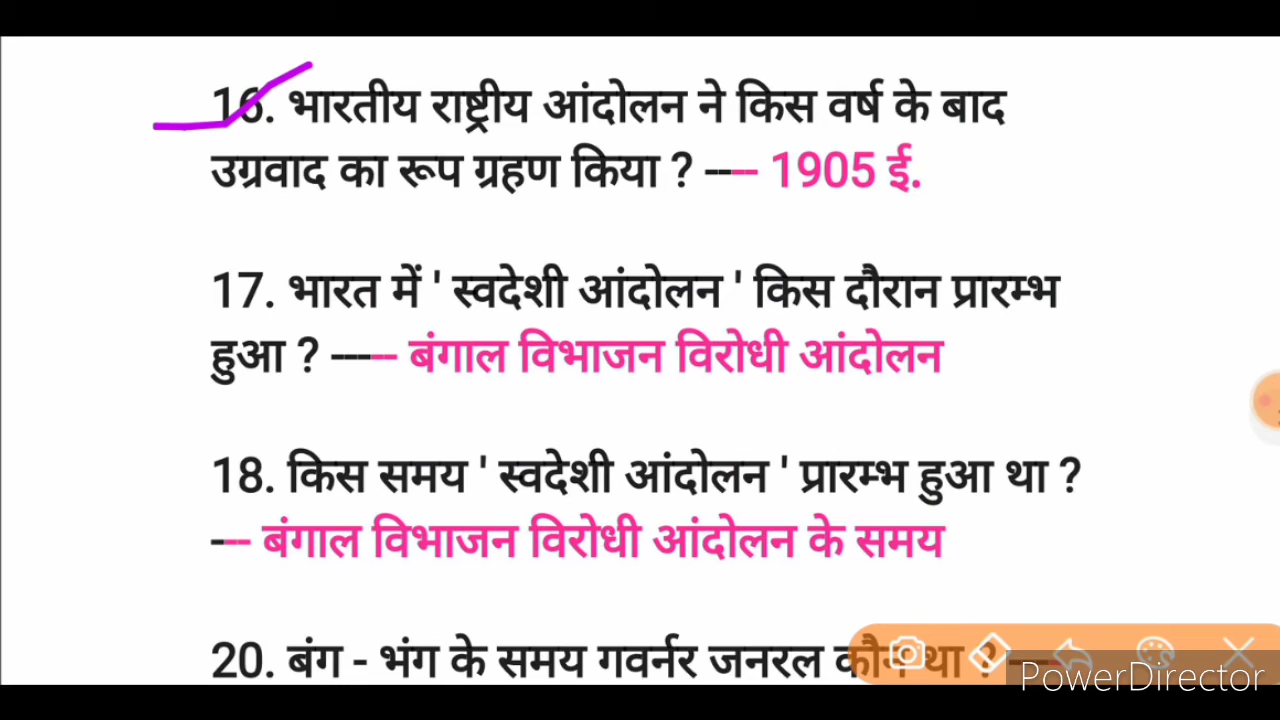 16. भारतीय राष्ट्रीय आंदोलन ने किस वर्ष के बाद
उग्रवाद का रूप ग्रहण किया ? ---- 1905 ई.
17. भारत में ' स्वदेशी आंदोलन ' किस दौरान प्रारम्भ
हुआ ? ----- बंगाल विभाजन विरोधी आंदोलन
18. किस समय ' स्वदेशी आंदोलन ' प्रारम्भ हुआ था ?
--- बंगाल विभाजन विरोधी आंदोलन के समय
20. बंग - भंग के समय गवर्नर जनरल कौन था ? ---
PowerDirector